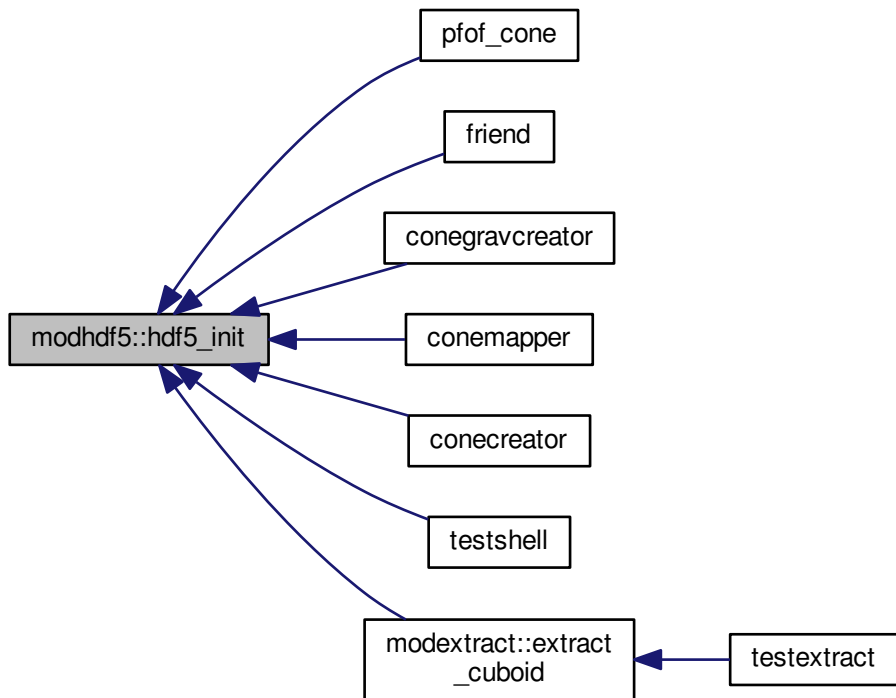 pfof_cone
friend
conegravcreator
modhdf5::hdf5_init
conemapper
conecreator
testshell
modextract::extract
_cuboid
testextract